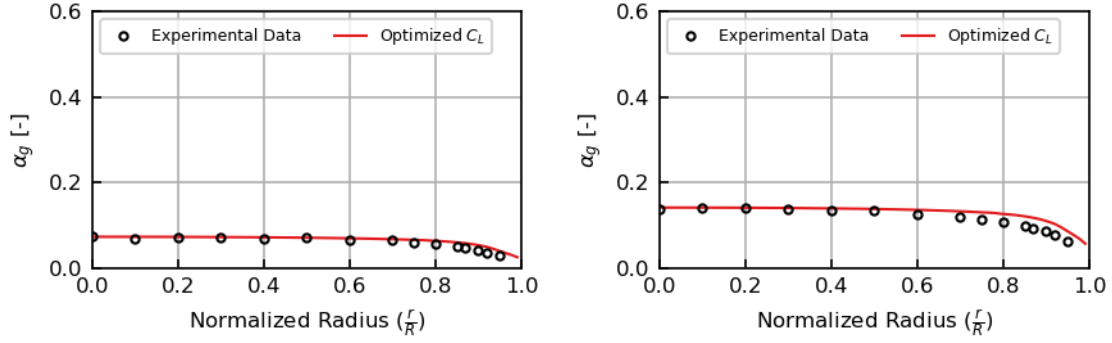 0.6
Experimental Data
Optimized C_L
0.4
α_g [-]
0.2
0.0
0.0 0.2 0.4 0.6 0.8 1.0
Normalized Radius (r/R)
0.6
Experimental Data
Optimized C_L
0.4
α_g [-]
0.2
0.0
0.0 0.2 0.4 0.6 0.8 1.0
Normalized Radius (r/R)